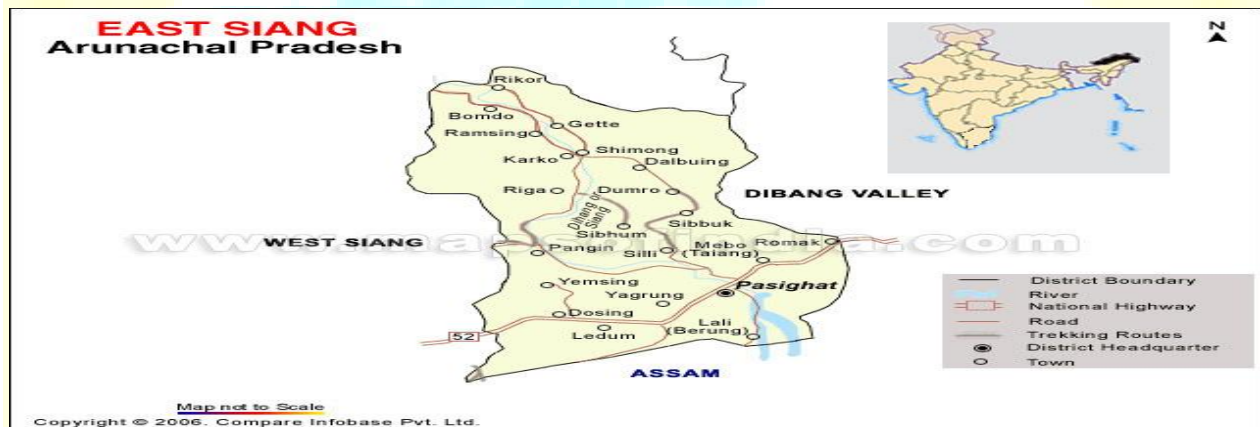 EAST SIANG
Arunachal Pradesh
N
Rikor
Bomdo
Gette
Ramsing
Shimong
Karko
Dalbuing
Riga
Dumro
Dihang or
Siang
DIBANG VALLEY
Sibbuk
Sibhum
WEST SIANG
www.mapsofindia.com
Pangin
Silli
Mebo
(Taiang)
Romak
Yemsing
Pasighat
Yagrung
Dosing
Ledum
Lali
(Berung)
52
ASSAM
District Boundary
River
National Highway
Road
Trekking Routes
District Headquarter
Town
Map not to Scale
Copyright © 2006. Compare Infobase Pvt. Ltd.